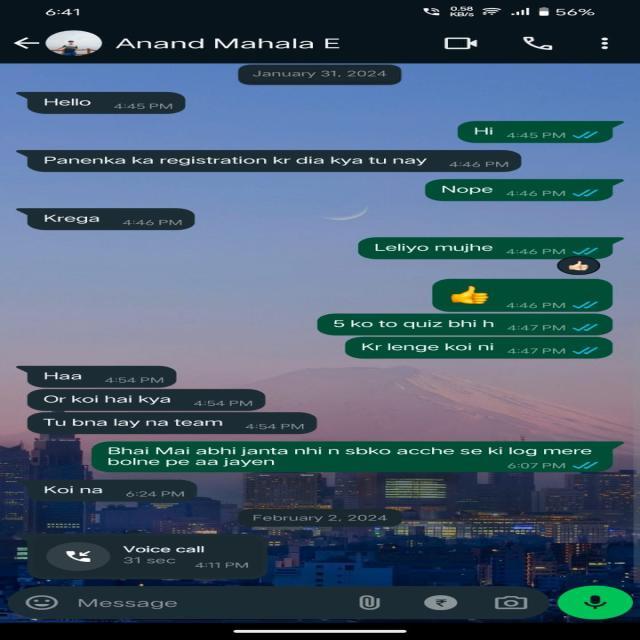 6:41
0.58
KB/s
56%
Anand Mahala E
January 31, 2024
Hello 4:45 PM
Hi 4:45 PM
Panenka ka registration kr dia kya tu nay 4:46 PM
Nope 4:46 PM
Krega 4:46 PM
Leliyo mujhe 4:46 PM
👍🏻
👍 4:46 PM
5 ko to quiz bhi h 4:47 PM
Kr lenge koi ni 4:47 PM
Haa 4:54 PM
Or koi hai kya 4:54 PM
Tu bna lay na team 4:54 PM
Bhai Mai abhi janta nhi n sbko acche se ki log mere
bolne pe aa jayen 6:07 PM
Koi na 6:24 PM
February 2, 2024
Voice call
31 sec 4:11 PM
Message
₹